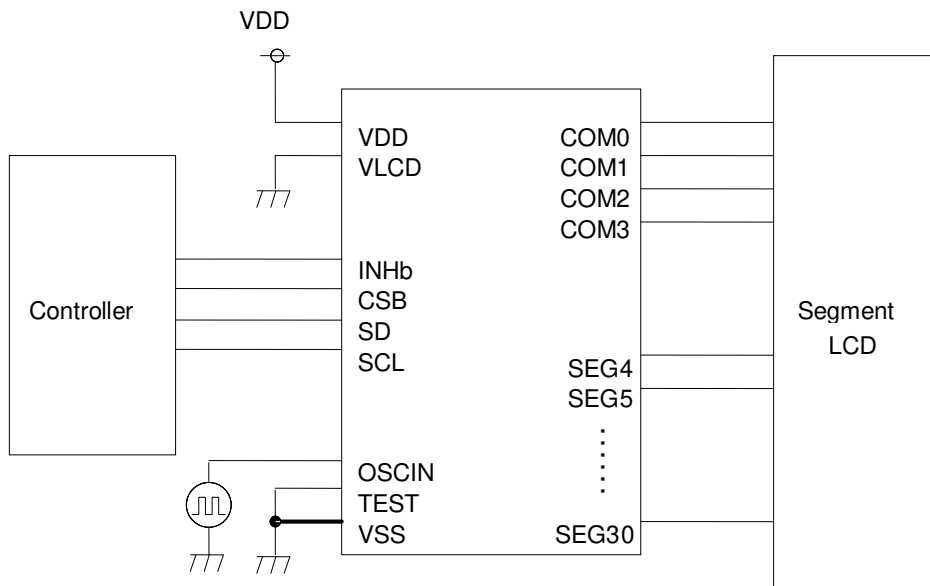 VDD
VDD
VLCD
INHb
CSB
SD
SCL
OSCIN
TEST
VSS
COM0
COM1
COM2
COM3
SEG4
SEG5
SEG30
Controller
Segment
LCD